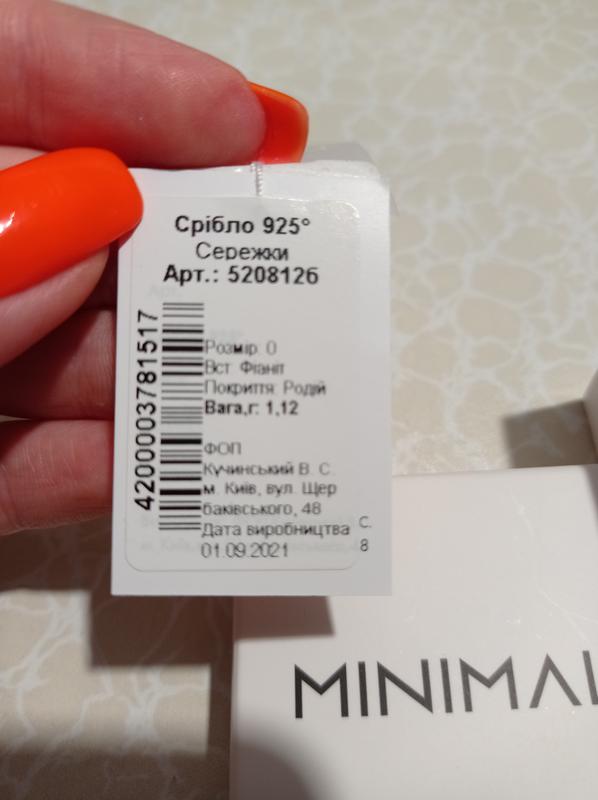 Срібло 925°
Сережки
Арт.: 5208126
4200003781517
Розмір: 0
Вст: Фіаніт
Покриття: Родій
Вага,г: 1,12
ФОП
Кучинський В. С.
м. Київ, вул. Щер
баківського, 48
Дата виробництва
01.09.2021
С.
8
MINIMAL